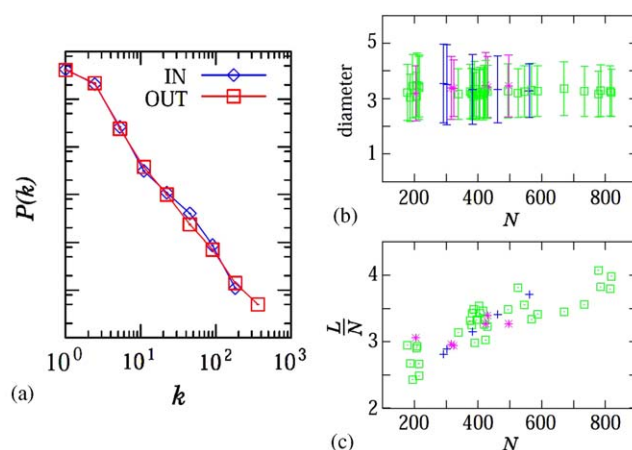 IN
OUT
P(k)
10^0 10^1 10^2 10^3
k
(a)
diameter
5
3
1
200 400 600 800
N
(b)
L/N
4
3
2
200 400 600 800
N
(c)